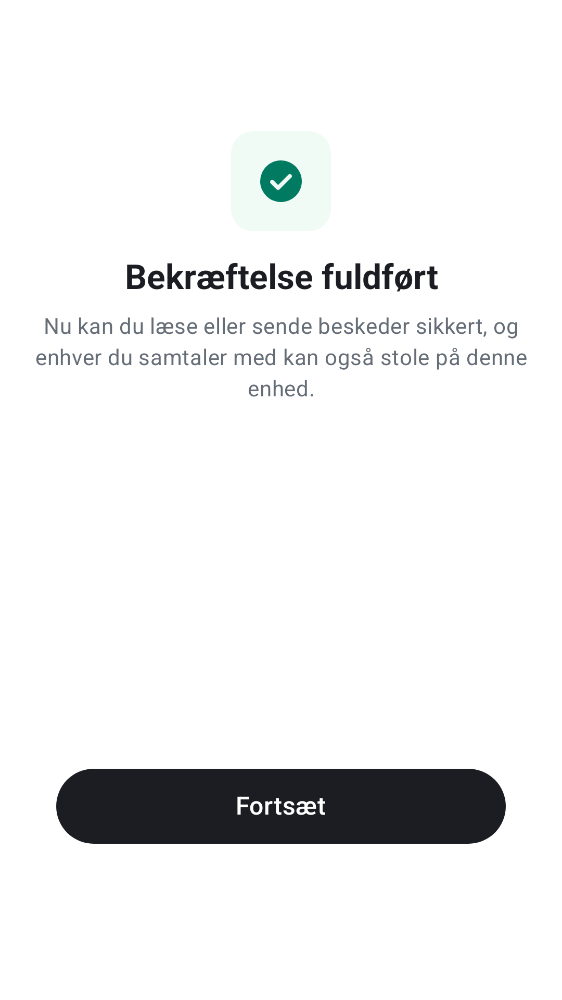 Bekræftelse fuldført
Nu kan du læse eller sende beskeder sikkert, og
enhver du samtaler med kan også stole på denne
enhed.
Fortsæt